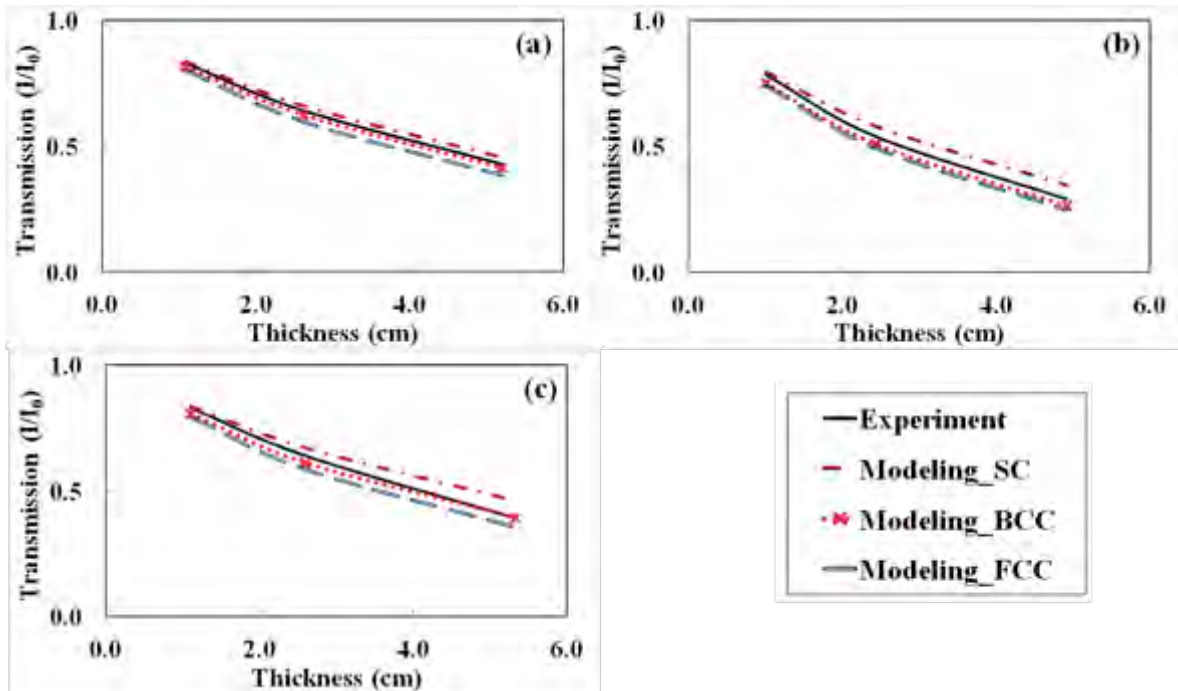 1.0
(a)
Transmission (I/I0)
0.5
0.0
0.0 2.0 4.0 6.0
Thickness (cm)
1.0
(b)
Transmission (I/I0)
0.5
0.0
0.0 2.0 4.0 6.0
Thickness (cm)
1.0
(c)
Transmission (I/I0)
0.5
0.0
0.0 2.0 4.0 6.0
Thickness (cm)
Experiment
Modeling_SC
Modeling_BCC
Modeling_FCC